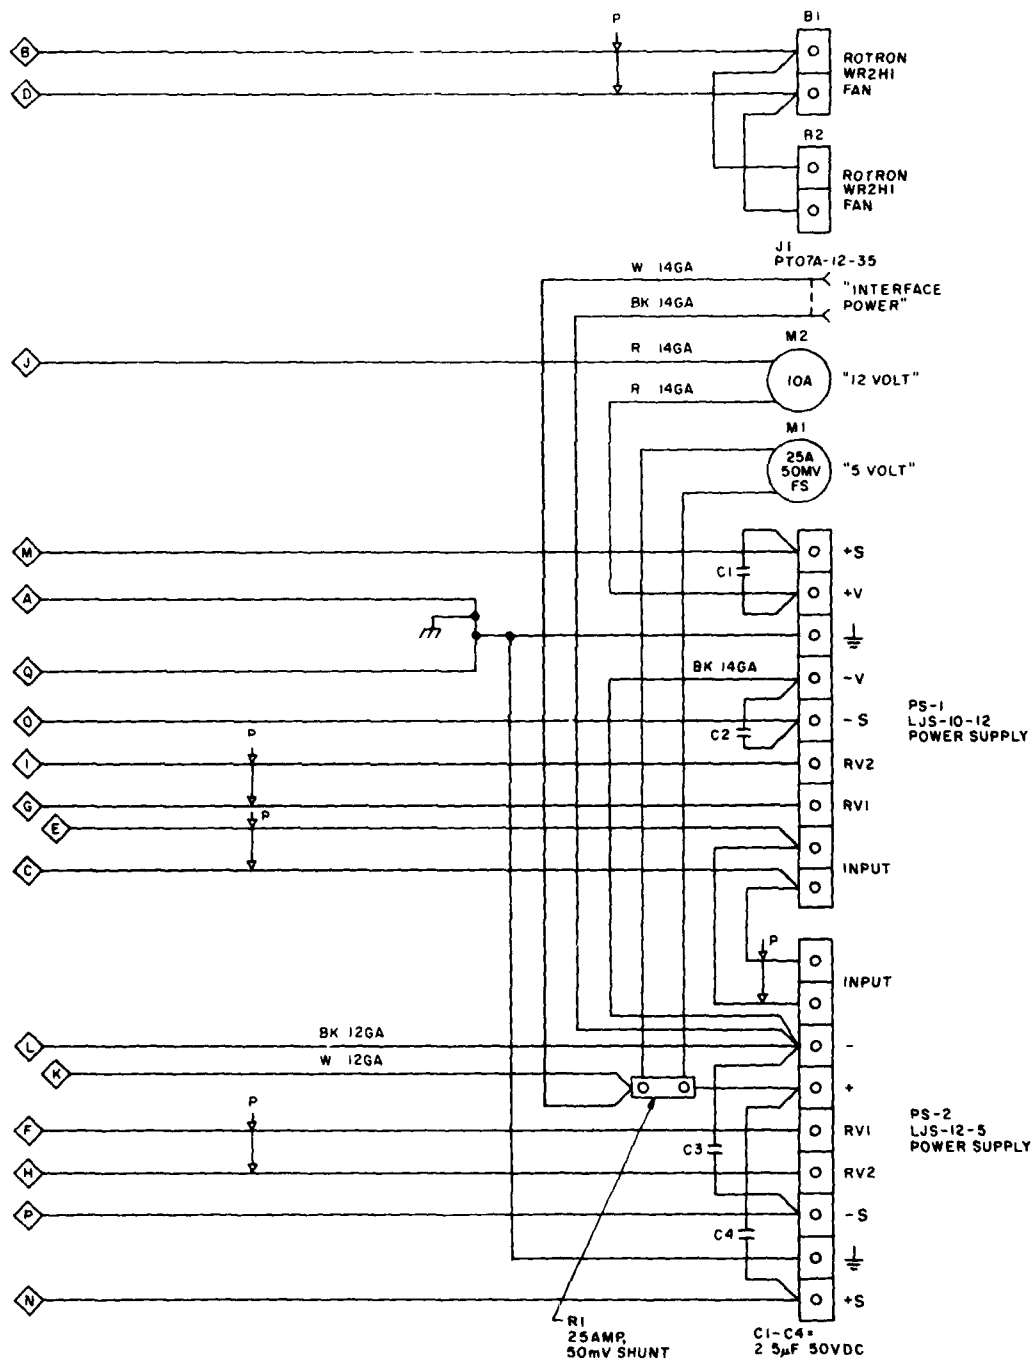 P
B1
B
D
ROTRON
WR2H1
FAN
B2
ROTRON
WR2H1
FAN
J1
PT07A-12-35
W 14GA
"INTERFACE
POWER"
BK 14GA
M2
J
R 14GA
10A
"12 VOLT"
R 14GA
M1
25A
50MV
FS
"5 VOLT"
M
+S
C1
A
+V
Q
BK 14GA
-V
O
C2
-S
PS-1
LJS-10-12
POWER SUPPLY
P
I
RV2
G
RV1
P
E
C
INPUT
P
INPUT
BK 12GA
L
-
W 12GA
K
+
P
F
RV1
PS-2
LJS-12-5
POWER SUPPLY
C3
H
RV2
P
-S
C4
N
+S
R1
25AMP,
50mV SHUNT
C1-C4=
2 5µF 50VDC